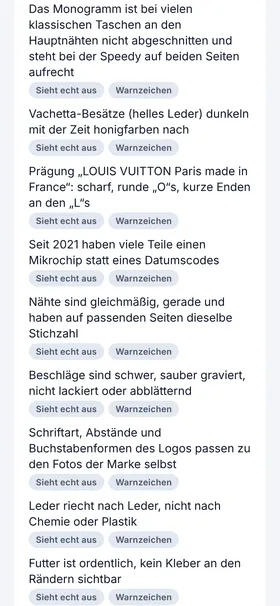 Das Monogramm ist bei vielen
klassischen Taschen an den
Hauptnähten nicht abgeschnitten und
steht bei der Speedy auf beiden Seiten
aufrecht
Sieht echt aus Warnzeichen
Vachetta-Besätze (helles Leder) dunkeln
mit der Zeit honigfarben nach
Sieht echt aus Warnzeichen
Prägung „LOUIS VUITTON Paris made in
France“: scharf, runde „O“s, kurze Enden
an den „L“s
Sieht echt aus Warnzeichen
Seit 2021 haben viele Teile einen
Mikrochip statt eines Datumscodes
Sieht echt aus Warnzeichen
Nähte sind gleichmäßig, gerade und
haben auf passenden Seiten dieselbe
Stichzahl
Sieht echt aus Warnzeichen
Beschläge sind schwer, sauber graviert,
nicht lackiert oder abblätternd
Sieht echt aus Warnzeichen
Schriftart, Abstände und
Buchstabenformen des Logos passen zu
den Fotos der Marke selbst
Sieht echt aus Warnzeichen
Leder riecht nach Leder, nicht nach
Chemie oder Plastik
Sieht echt aus Warnzeichen
Futter ist ordentlich, kein Kleber an den
Rändern sichtbar
Sieht echt aus Warnzeichen